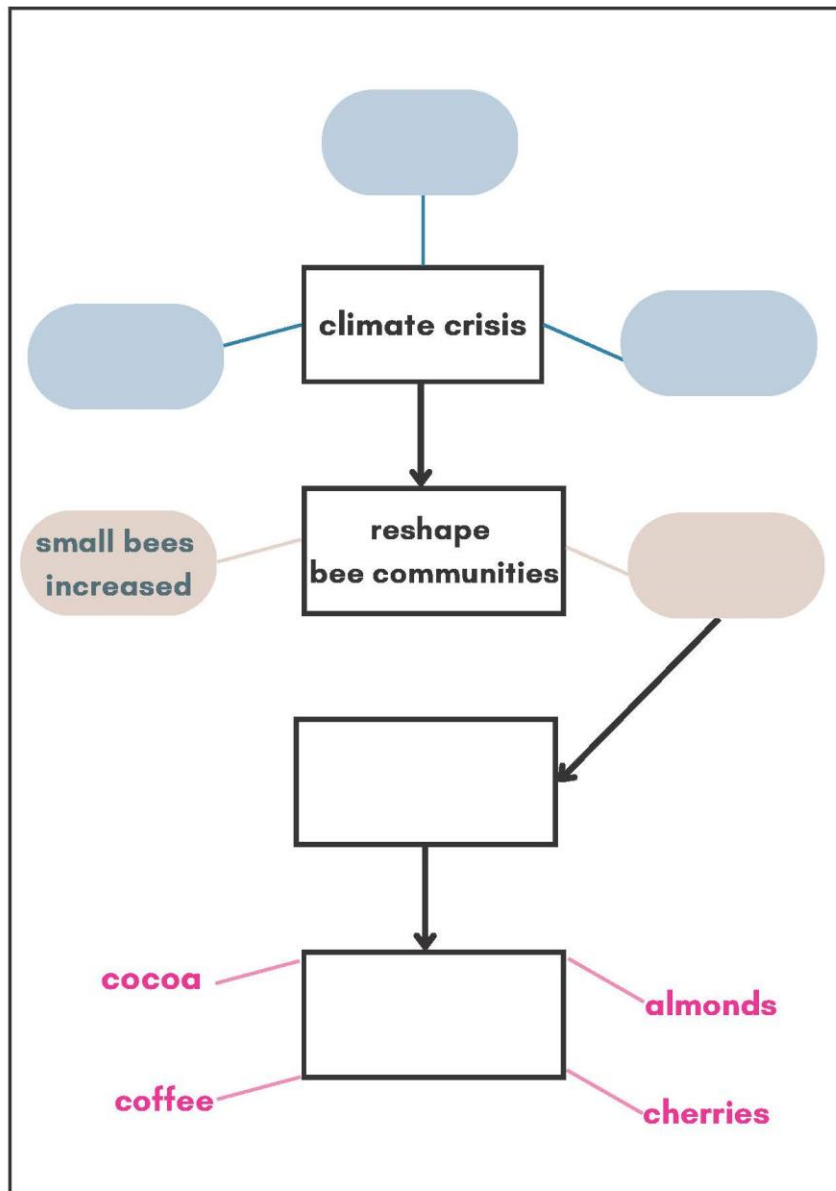 climate crisis
small bees
increased
reshape
bee communities
cocoa
almonds
coffee
cherries